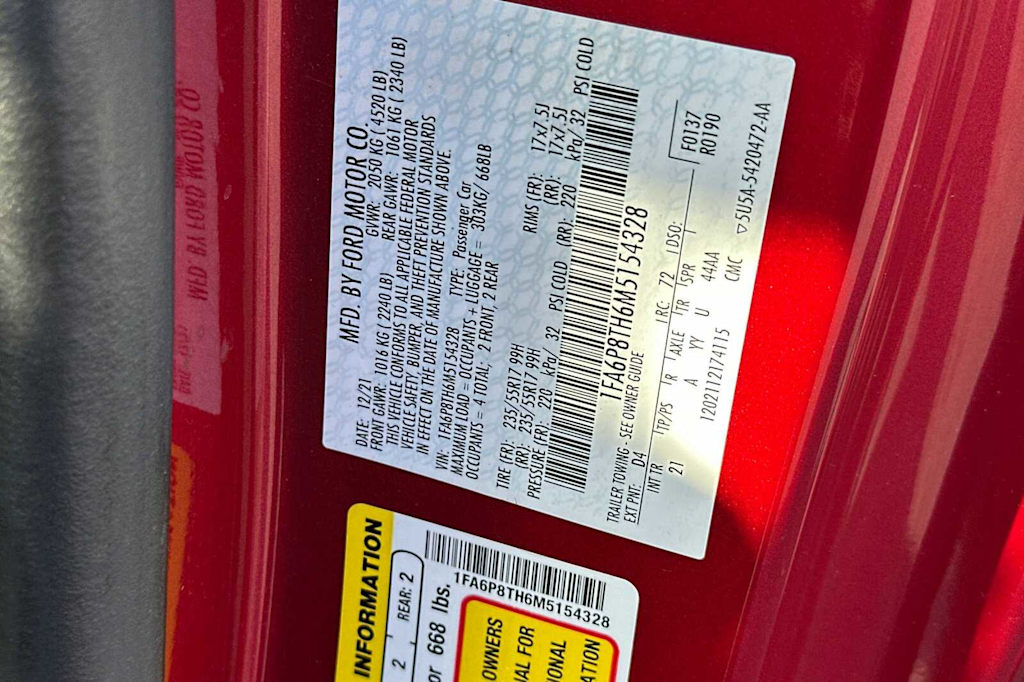 MFD. BY FORD MOTOR CO.
DATE: 12/21 GVWR: 2050 KG ( 4520 LB)
FRONT GAWR: 1016 KG ( 2240 LB) REAR GAWR: 1061 KG ( 2340 LB)
THIS VEHICLE CONFORMS TO ALL APPLICABLE FEDERAL MOTOR
VEHICLE SAFETY, BUMPER, AND THEFT PREVENTION STANDARDS
IN EFFECT ON THE DATE OF MANUFACTURE SHOWN ABOVE.
VIN: 1FA6P8TH6M5154328 TYPE: Passenger Car
MAXIMUM LOAD = OCCUPANTS + LUGGAGE = 303KG/ 668LB
OCCUPANTS = 4 TOTAL; 2 FRONT, 2 REAR
TIRE (FR): 235/55R17 99H RIMS (FR): 17x7.5J
(RR): 235/55R17 99H (RR): 17x7.5J
PRESSURE (FR): 220 kPa/ 32 PSI COLD (RR): 220 kPa/ 32 PSI COLD
1FA6P8TH6M5154328
TRAILER TOWING - SEE OWNER GUIDE
EXT PNT: D4 RC: 72 DSO: F0137
INT TR TP/PS R AXLE TR SPR R0190
21 A YY U 44AA
1202112174115 CMC
5U5A-5420472-AA
INFORMATION
2 REAR: 2
or 668 lbs.
1FA6P8TH6M5154328
OWNERS
FOR
MFD BY FORD MOTOR CO